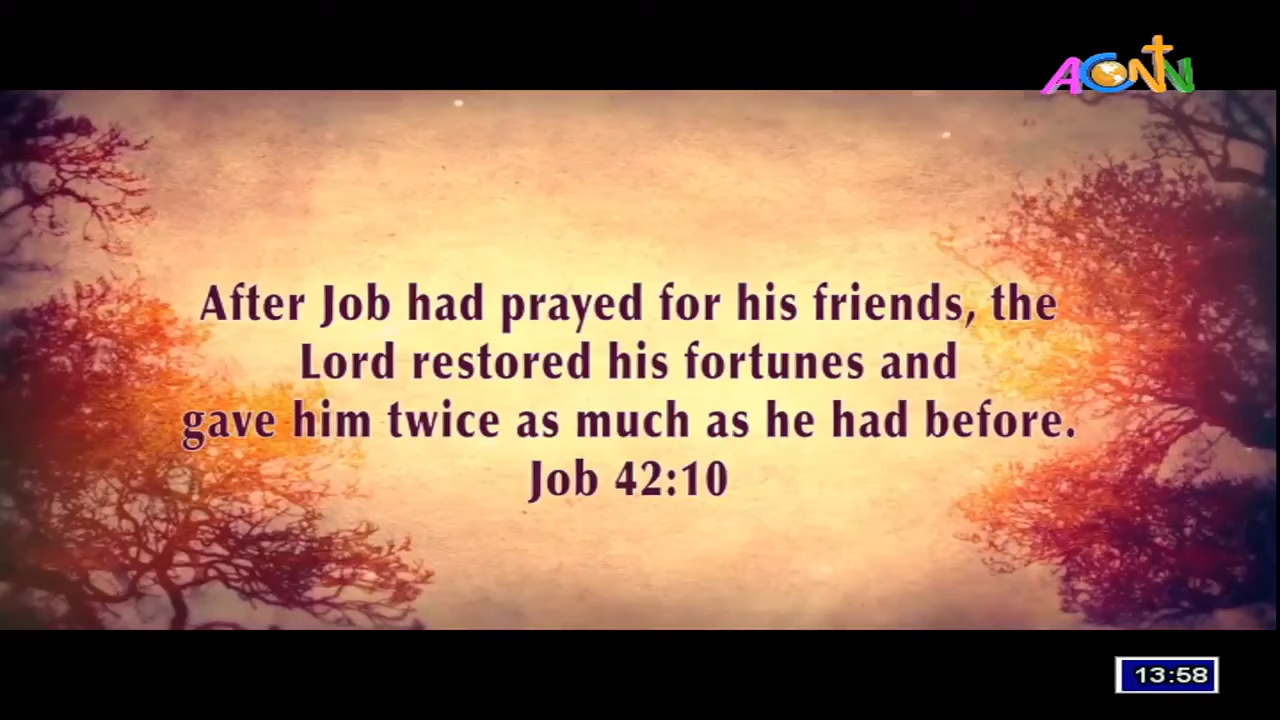 ACNN
After Job had prayed for his friends, the
Lord restored his fortunes and
gave him twice as much as he had before.
Job 42:10
13:58